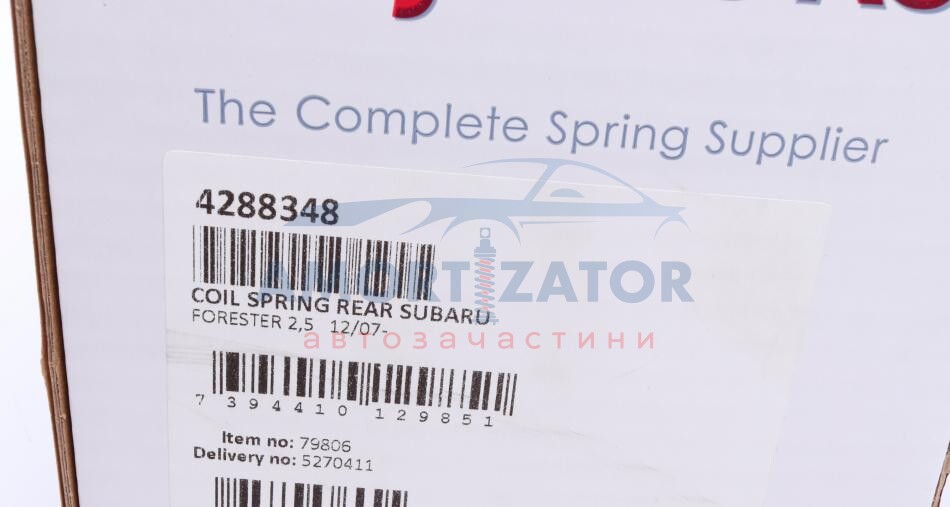 The Complete Spring Supplier
4288348
AMORTIZATOR
COIL SPRING REAR SUBARU
FORESTER 2,5 12/07-
автозачастини
7 394410 129851
Item no: 79806
Delivery no: 5270411